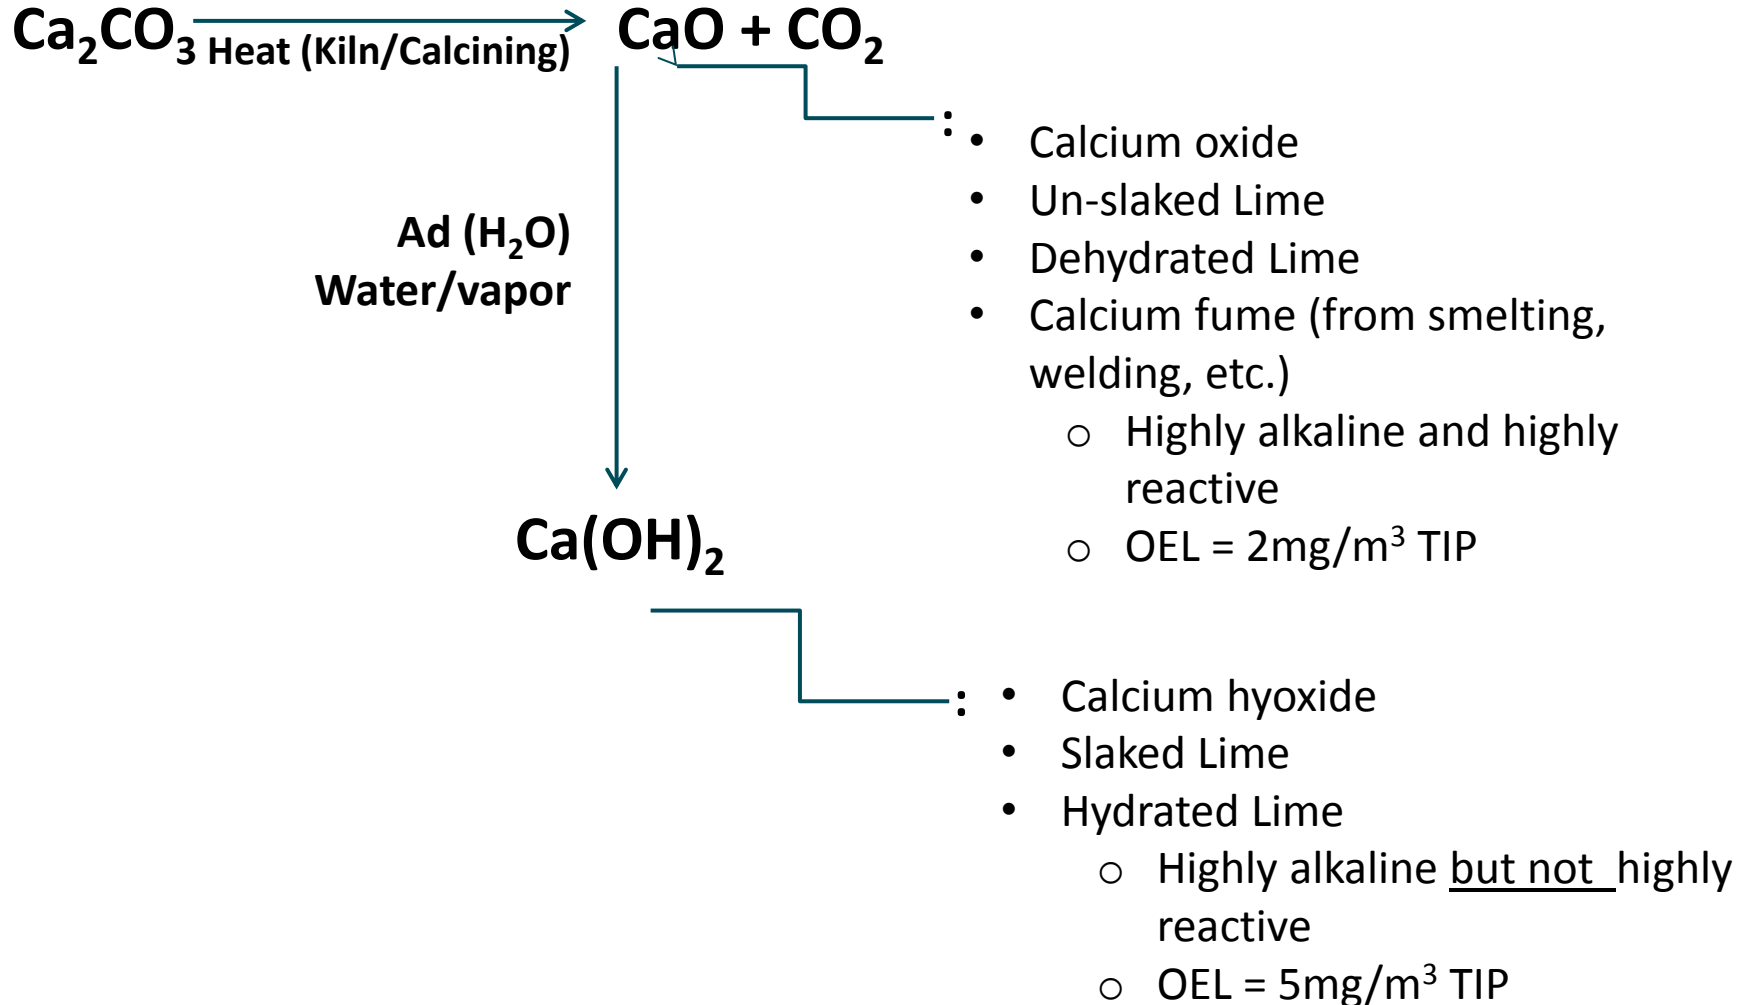 Ca₂CO₃ Heat (Kiln/Calcining) CaO + CO₂
:
• Calcium oxide
• Un-slaked Lime
• Dehydrated Lime
• Calcium fume (from smelting,
welding, etc.)
o Highly alkaline and highly
reactive
o OEL = 2mg/m³ TIP
Ad (H₂O)
Water/vapor
Ca(OH)₂
:
• Calcium hyoxide
• Slaked Lime
• Hydrated Lime
o Highly alkaline but not highly
reactive
o OEL = 5mg/m³ TIP